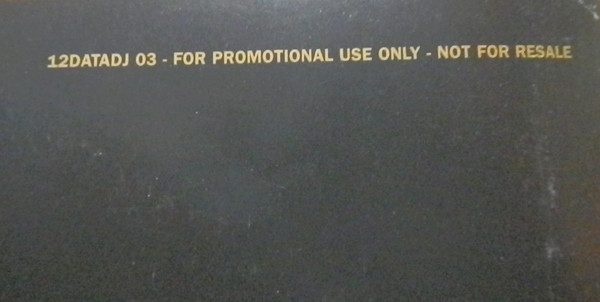 12DATADJ 03 - FOR PROMOTIONAL USE ONLY - NOT FOR RESALE